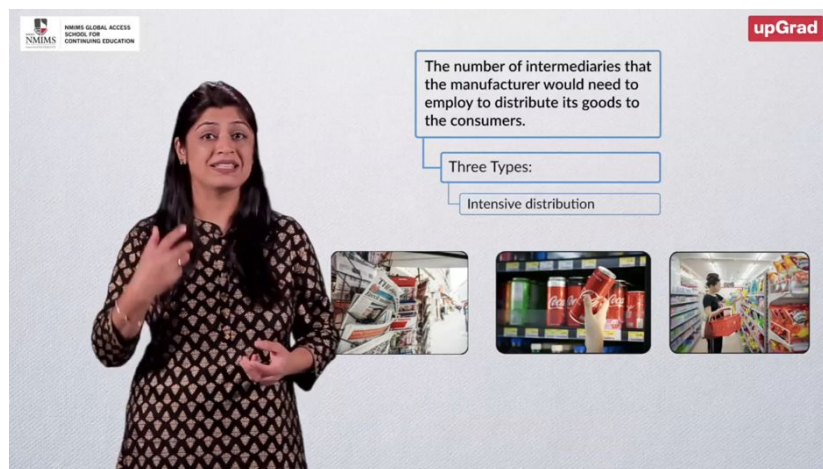 NMIMS
NMIMS GLOBAL ACCESS
SCHOOL FOR
CONTINUING EDUCATION
upGrad
The number of intermediaries that
the manufacturer would need to
employ to distribute its goods to
the consumers.
Three Types:
Intensive distribution